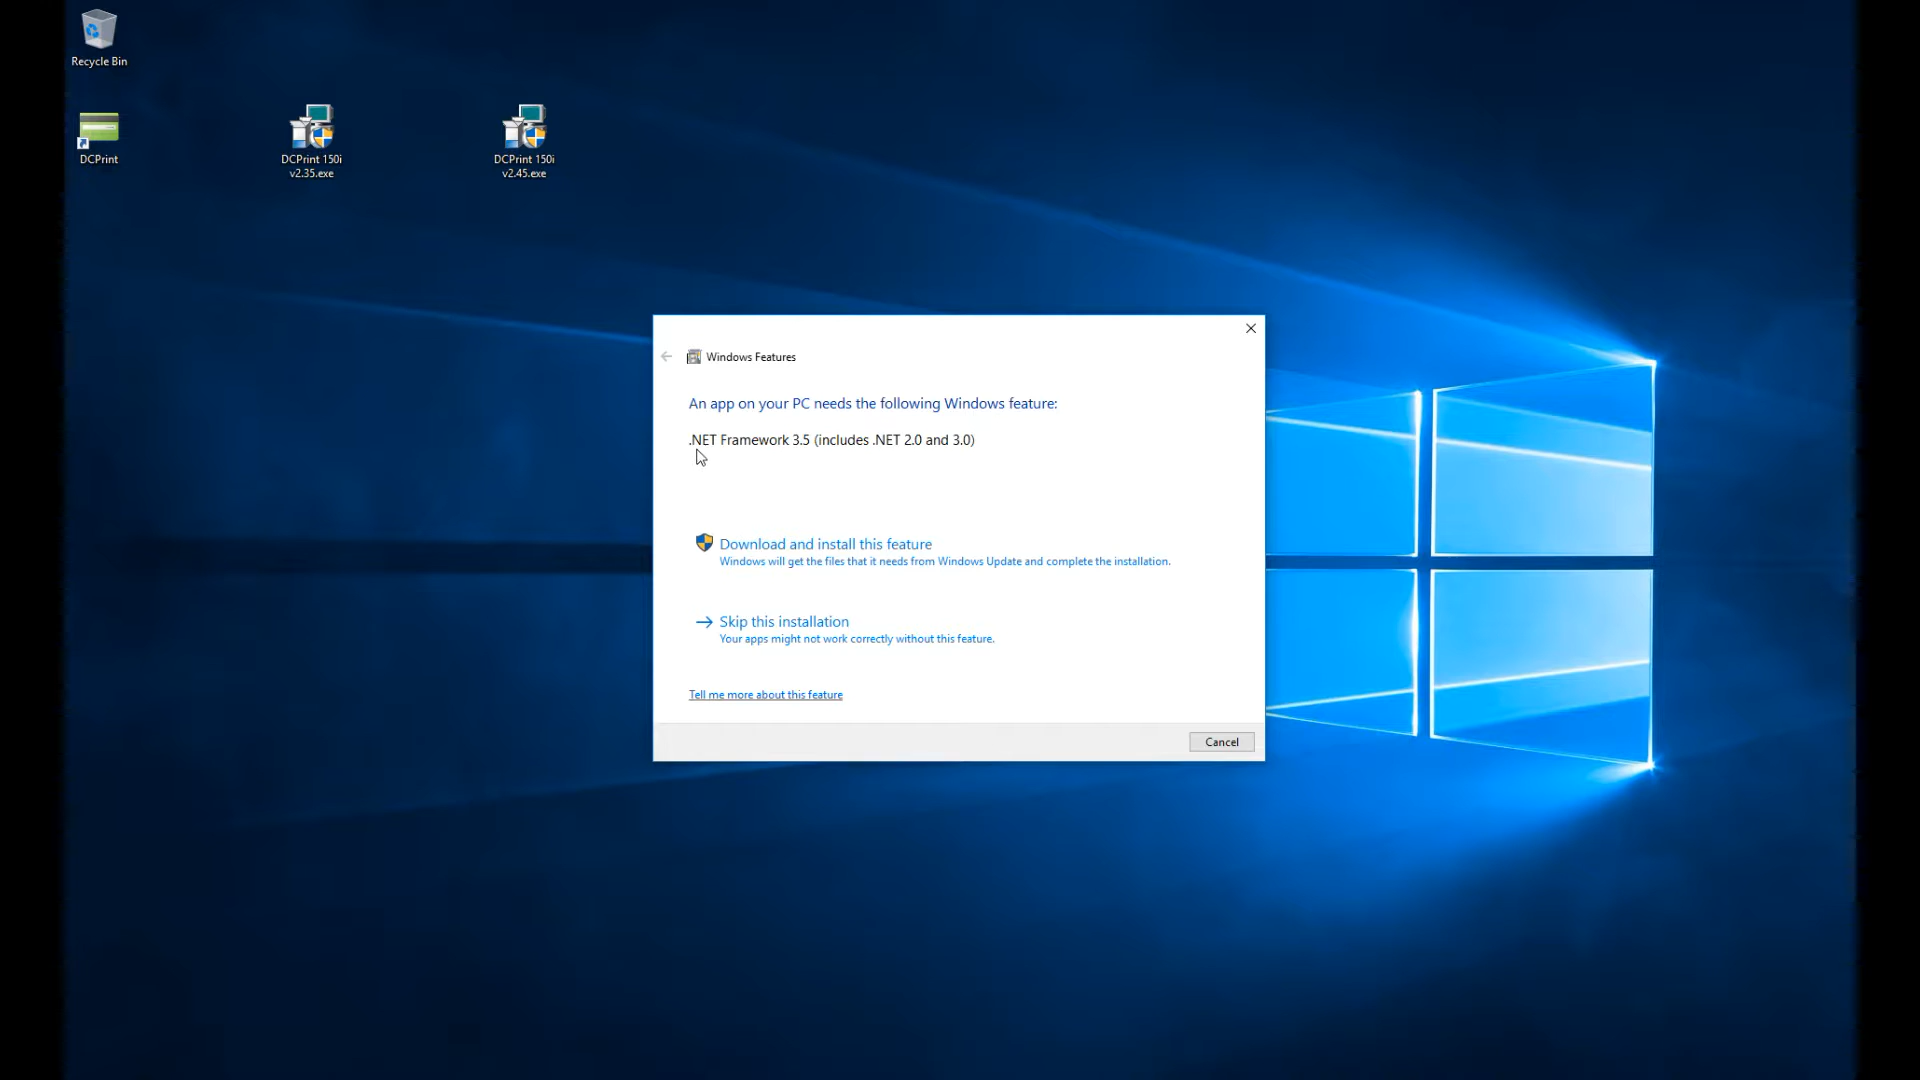 Recycle Bin
DCPrint
DCPrint 150i
v2.35.exe
DCPrint 150i
v2.45.exe
Windows Features
An app on your PC needs the following Windows feature:
.NET Framework 3.5 (includes .NET 2.0 and 3.0)
Download and install this feature
Windows will get the files that it needs from Windows Update and complete the installation.
Skip this installation
Your apps might not work correctly without this feature.
Tell me more about this feature
Cancel